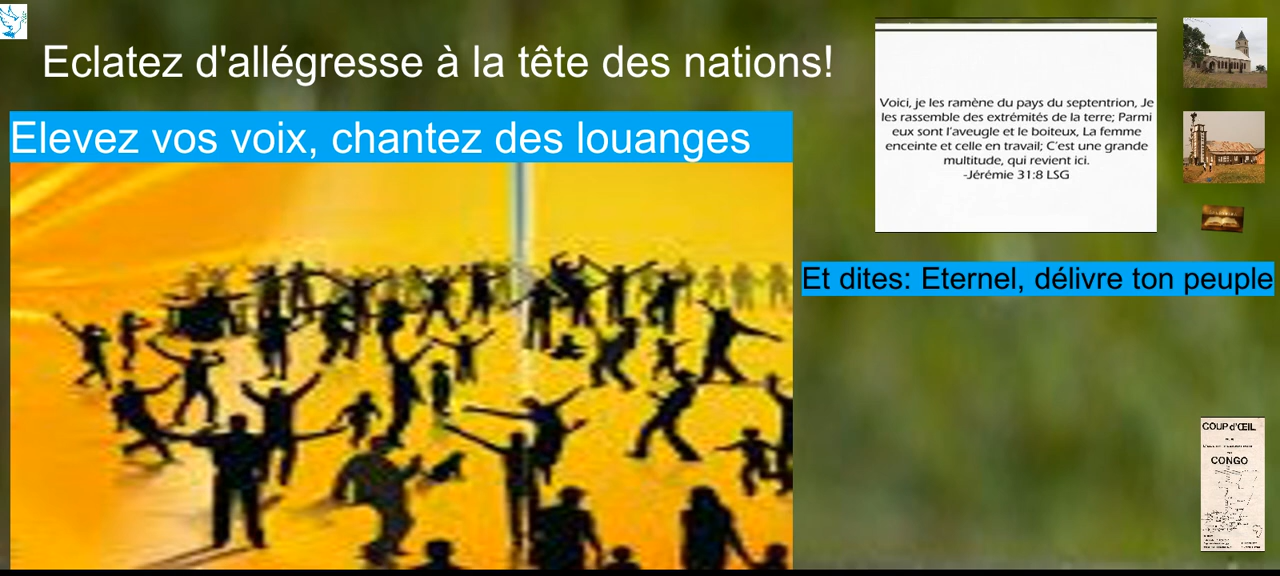 Eclatez d'allégresse à la tête des nations!
Elevez vos voix, chantez des louanges
Voici, je les ramène du pays du septentrion, Je
les rassemble des extrémités de la terre; Parmi
eux sont l'aveugle et le boiteux, La femme
enceinte et celle en travail; C'est une grande
multitude, qui revient ici.
-Jérémie 31:8 LSG
Et dites: Eternel, délivre ton peuple
COUP d'ŒIL
CONGO